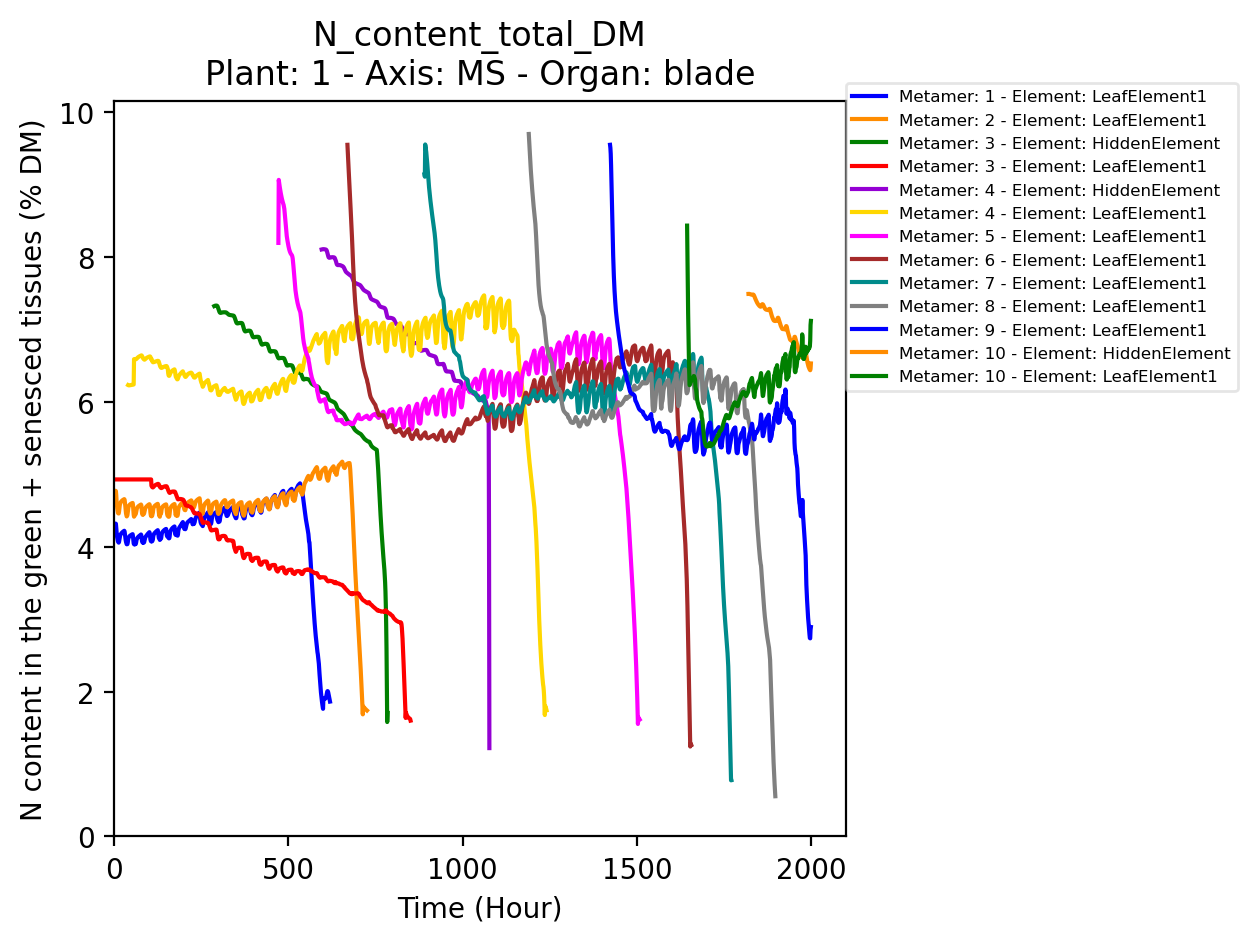 N_content_total_DM
Plant: 1 - Axis: MS - Organ: blade
N content in the green + senesced tissues (% DM)
10
8
6
4
2
0
0
500
1000
1500
2000
Time (Hour)
Metamer: 1 - Element: LeafElement1
Metamer: 2 - Element: LeafElement1
Metamer: 3 - Element: HiddenElement
Metamer: 3 - Element: LeafElement1
Metamer: 4 - Element: HiddenElement
Metamer: 4 - Element: LeafElement1
Metamer: 5 - Element: LeafElement1
Metamer: 6 - Element: LeafElement1
Metamer: 7 - Element: LeafElement1
Metamer: 8 - Element: LeafElement1
Metamer: 9 - Element: LeafElement1
Metamer: 10 - Element: HiddenElement
Metamer: 10 - Element: LeafElement1